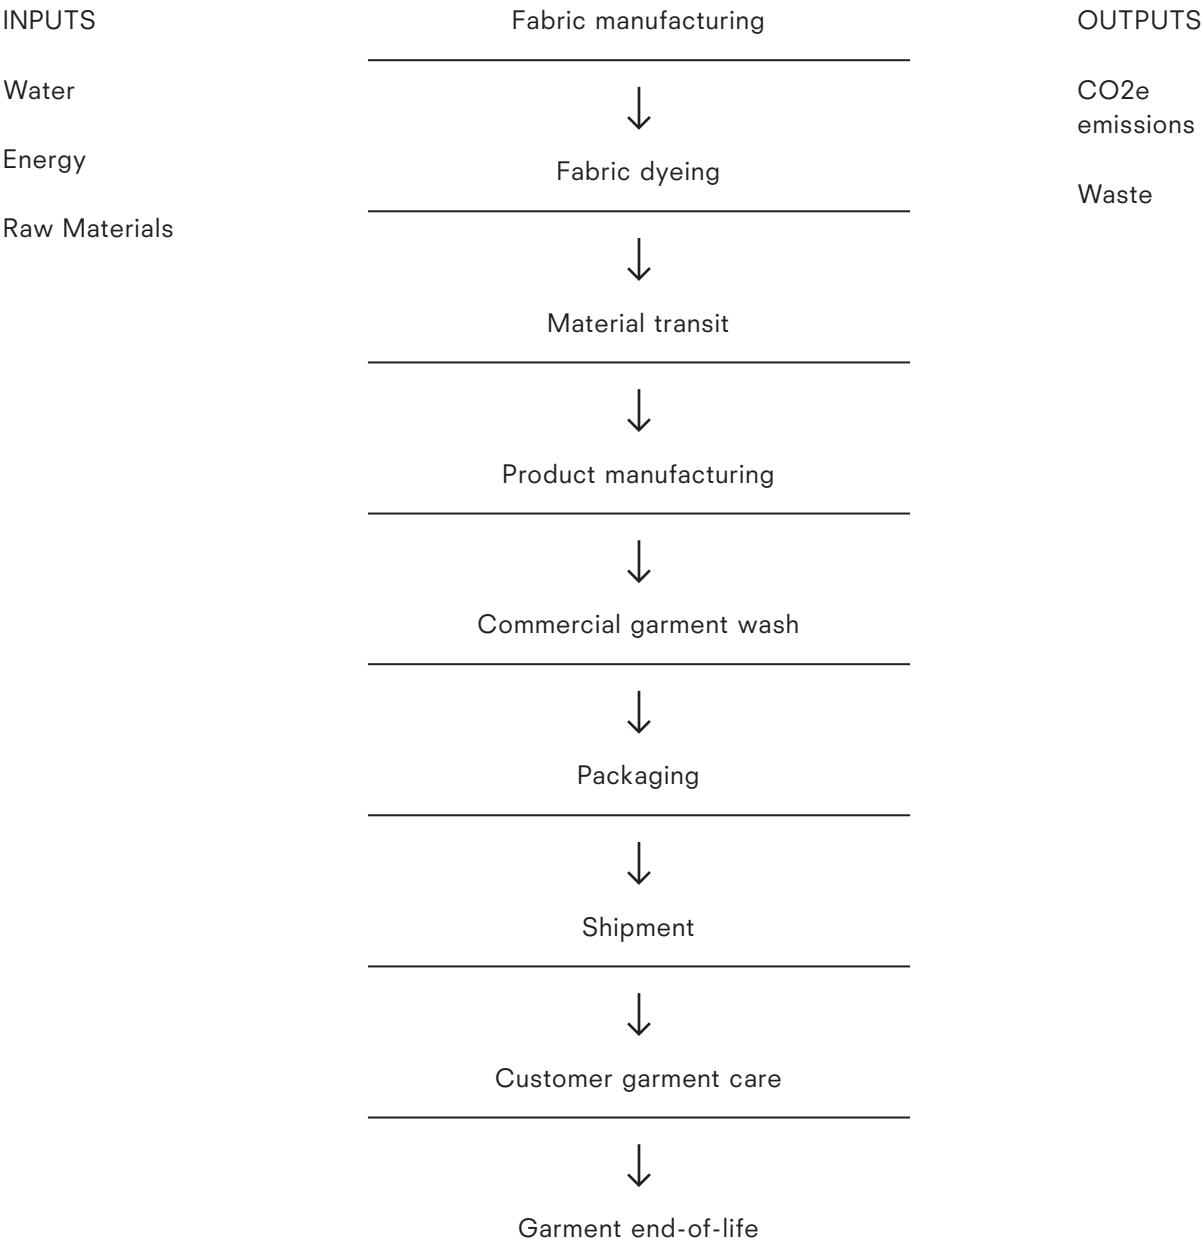 INPUTS
Water
Energy
Raw Materials
Fabric manufacturing
Fabric dyeing
Material transit
Product manufacturing
Commercial garment wash
Packaging
Shipment
Customer garment care
Garment end-of-life
OUTPUTS
CO2e
emissions
Waste